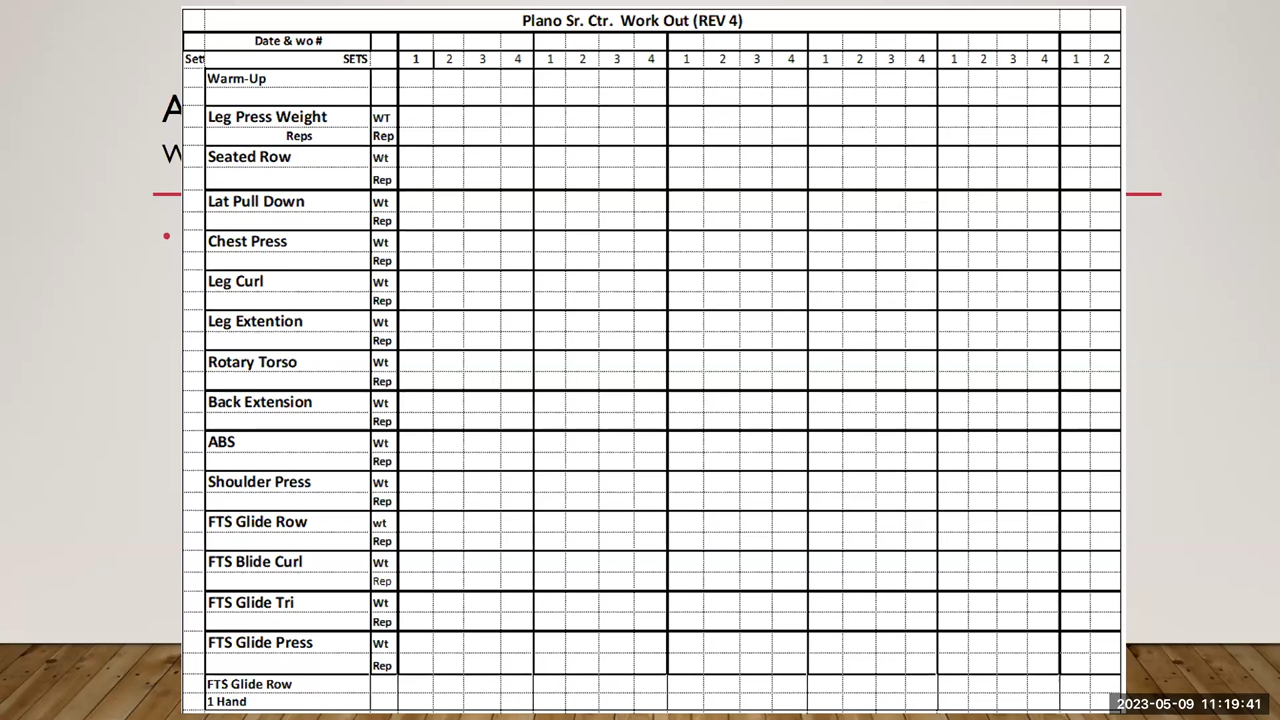 Plano Sr. Ctr. Work Out (REV 4)
Date & wo #
Set SETS 1 2 3 4 1 2 3 4 1 2 3 4 1 2 3 4 1 2 3 4 1 2
Warm-Up
Leg Press Weight WT
Reps Rep
Seated Row Wt
Rep
Lat Pull Down Wt
Rep
Chest Press Wt
Rep
Leg Curl Wt
Rep
Leg Extention Wt
Rep
Rotary Torso Wt
Rep
Back Extension Wt
Rep
ABS Wt
Rep
Shoulder Press Wt
Rep
FTS Glide Row wt
Rep
FTS Blide Curl Wt
Rep
FTS Glide Tri Wt
Rep
FTS Glide Press Wt
Rep
FTS Glide Row
1 Hand
2023-05-09 11:19:41